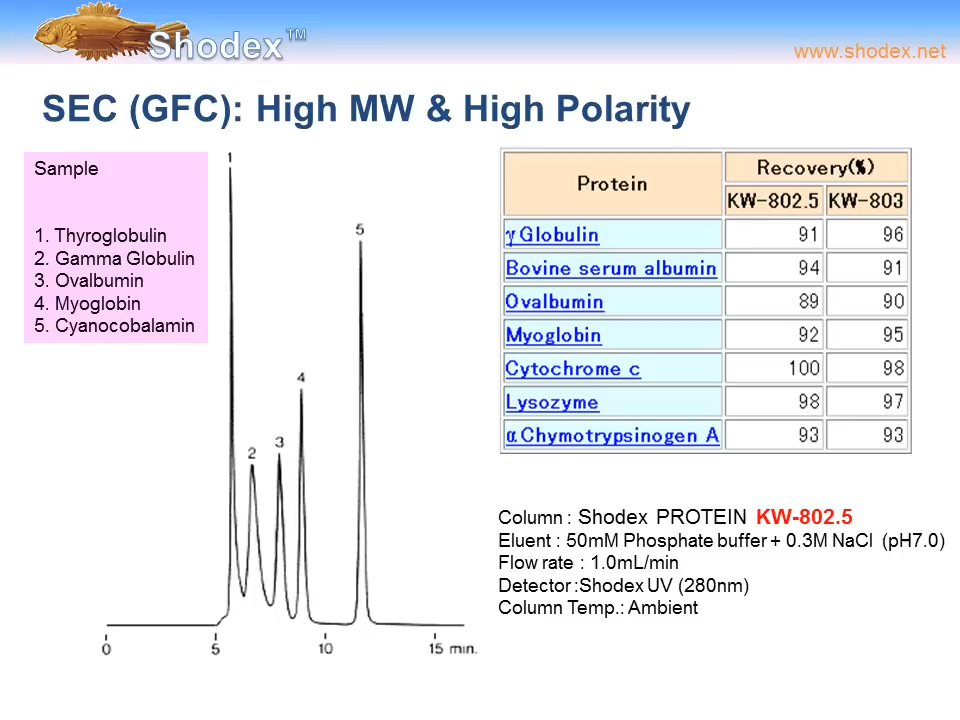 Shodex™
www.shodex.net
SEC (GFC): High MW & High Polarity
Sample
1. Thyroglobulin
2. Gamma Globulin
3. Ovalbumin
4. Myoglobin
5. Cyanocobalamin
1
2
3
4
5
0 5 10 15 min.
Protein Recovery(%)
KW-802.5 KW-803
γ Globulin 91 96
Bovine serum albumin 94 91
Ovalbumin 89 90
Myoglobin 92 95
Cytochrome c 100 98
Lysozyme 98 97
α Chymotrypsinogen A 93 93
Column : Shodex PROTEIN KW-802.5
Eluent : 50mM Phosphate buffer + 0.3M NaCl (pH7.0)
Flow rate : 1.0mL/min
Detector :Shodex UV (280nm)
Column Temp.: Ambient